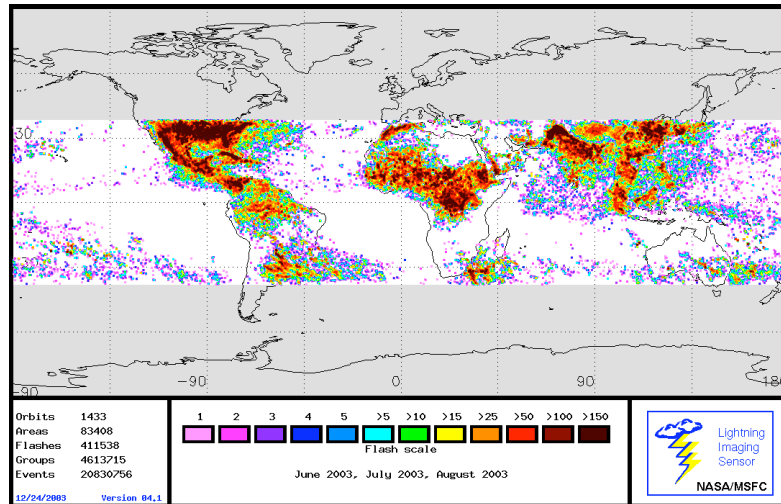 30
-90
-90
0
90
180
Orbits 1433
Areas 83408
Flashes 411538
Groups 4613715
Events 20830756
12/24/2003 Version 04.1
1 2 3 4 5 >5 >10 >15 >25 >50 >100 >150
Flash scale
June 2003, July 2003, August 2003
Lightning
Imaging
Sensor
NASA/MSFC